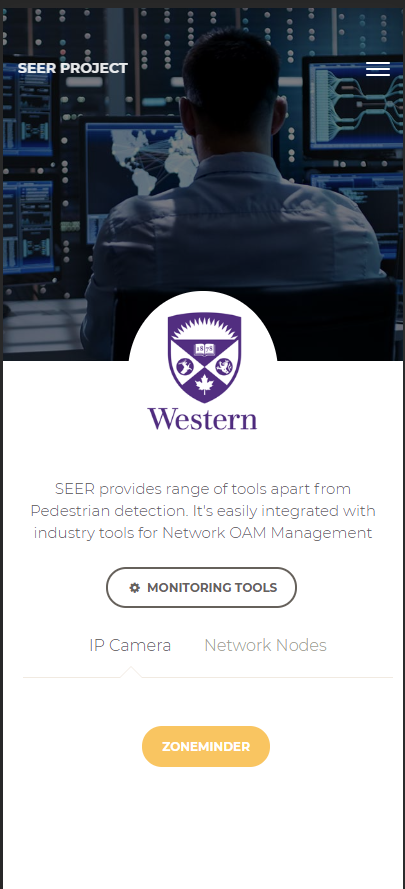 SEER PROJECT
1878
Western
SEER provides range of tools apart from
Pedestrian detection. It's easily integrated with
industry tools for Network OAM Management
MONITORING TOOLS
IP Camera Network Nodes
ZONEMINDER